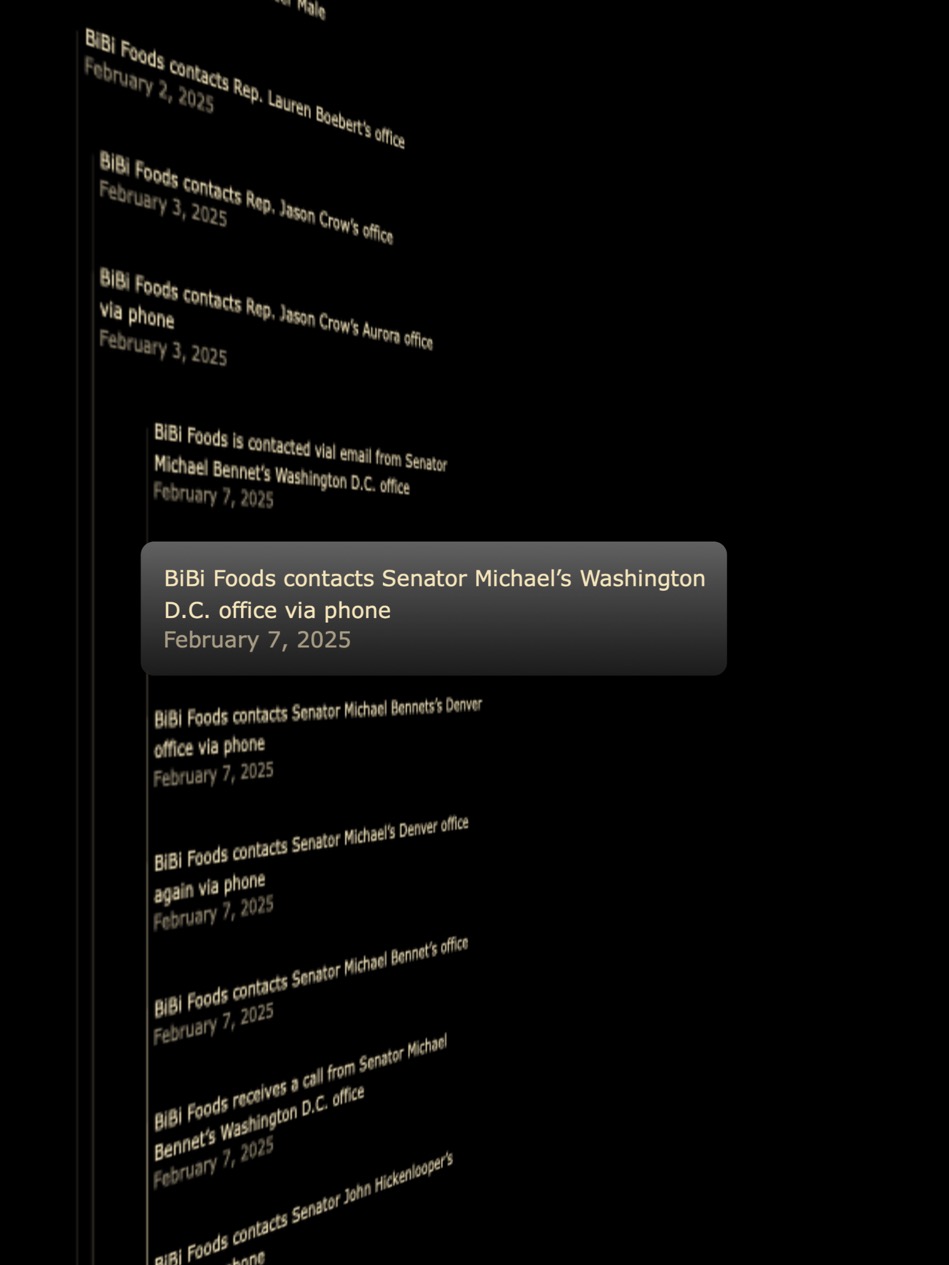 Male
BiBi Foods contacts Rep. Lauren Boebert's office
February 2, 2025
BiBi Foods contacts Rep. Jason Crow's office
February 3, 2025
BiBi Foods contacts Rep. Jason Crow's Aurora office
via phone
February 3, 2025
BiBi Foods is contacted vial email from Senator
Michael Bennet's Washington D.C. office
February 7, 2025
BiBi Foods contacts Senator Michael’s Washington
D.C. office via phone
February 7, 2025
BiBi Foods contacts Senator Michael Bennets's Denver
office via phone
February 7, 2025
BiBi Foods contacts Senator Michael's Denver office
again via phone
February 7, 2025
BiBi Foods contacts Senator Michael Bennet's office
February 7, 2025
BiBi Foods receives a call from Senator Michael
Bennet's Washington D.C. office
February 7, 2025
BiBi Foods contacts Senator John Hickenlooper's